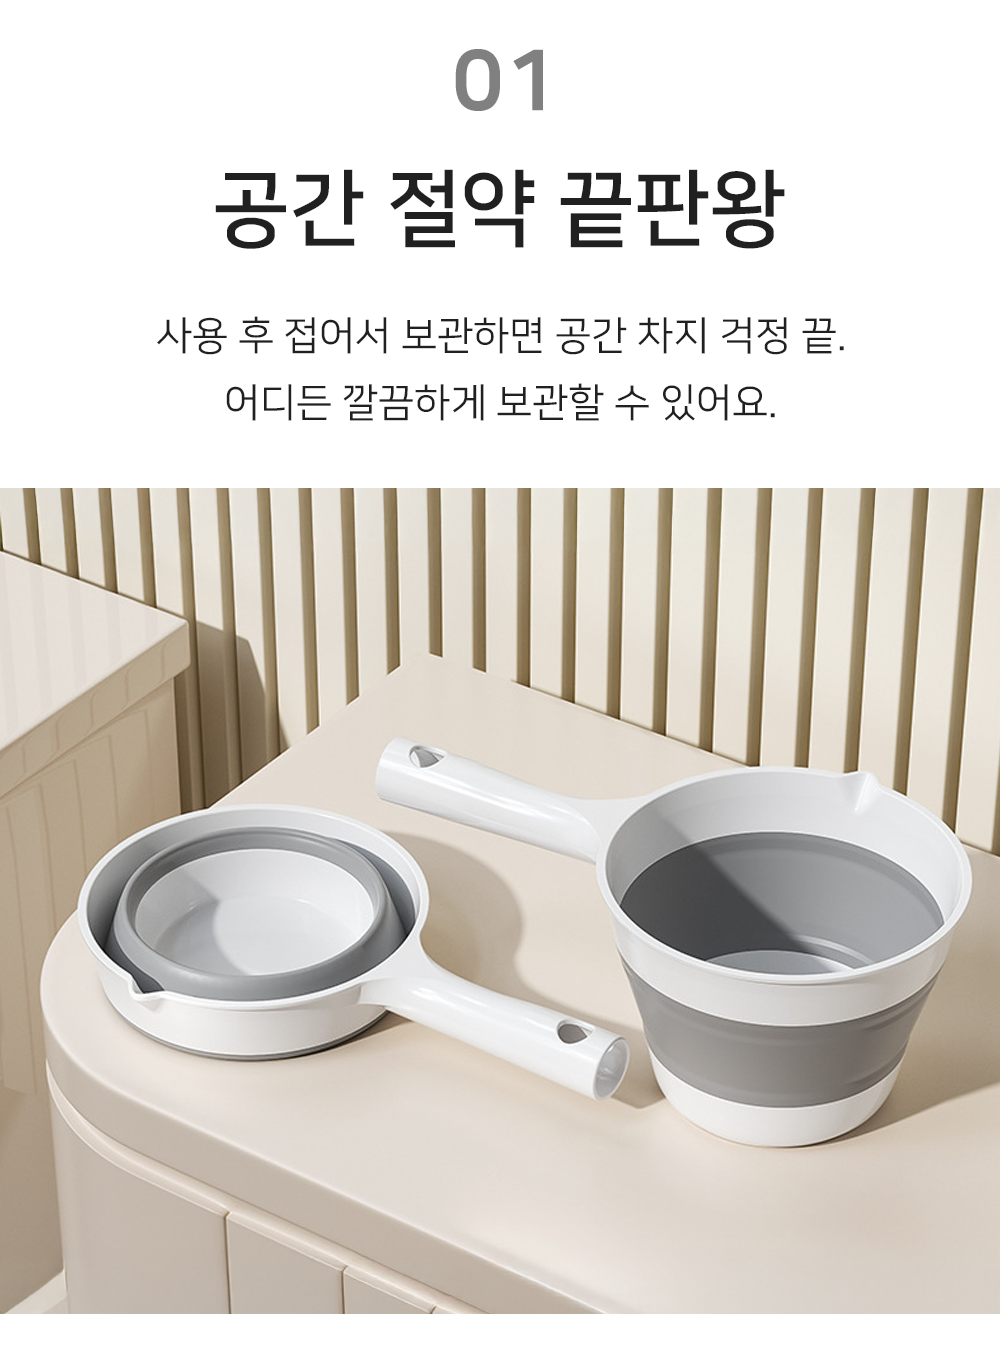 01
공간 절약 끝판왕
사용 후 접어서 보관하면 공간 차지 걱정 끝.
어디든 깔끔하게 보관할 수 있어요.